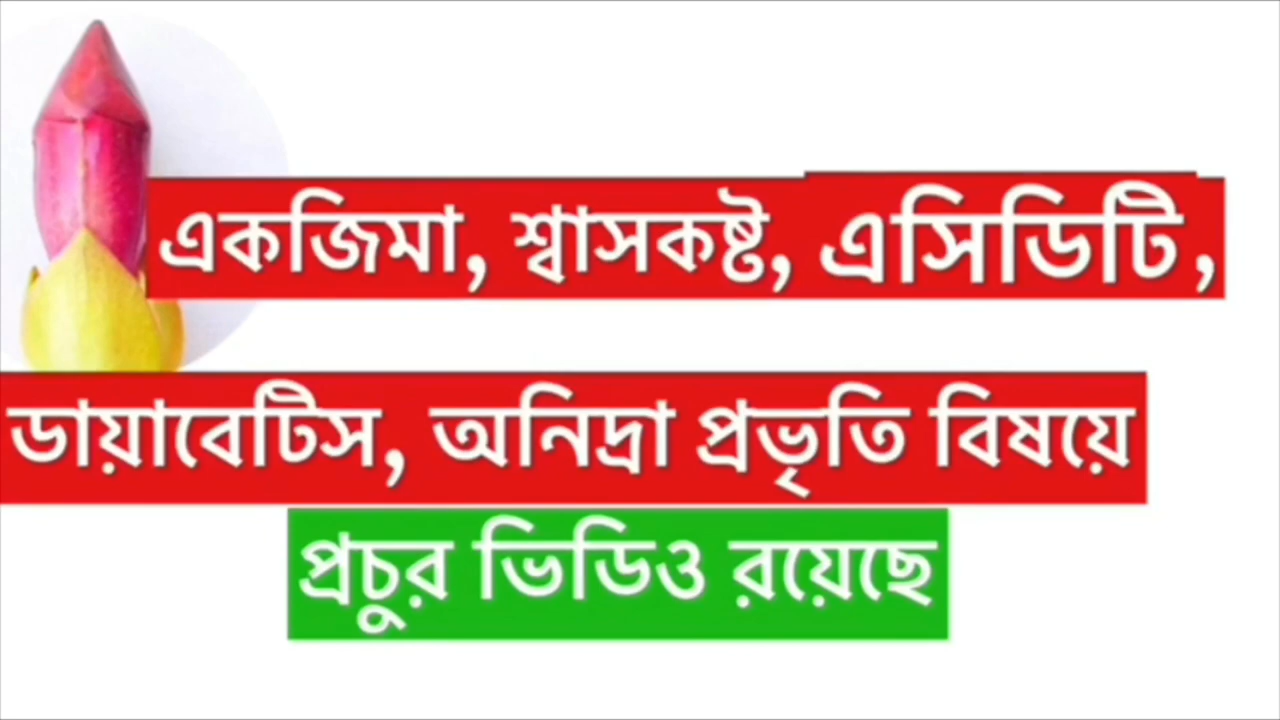 একজিমা, শ্বাসকষ্ট, এসিডিটি,
ডায়াবেটিস, অনিদ্রা প্রভৃতি বিষয়ে
প্রচুর ভিডিও রয়েছে